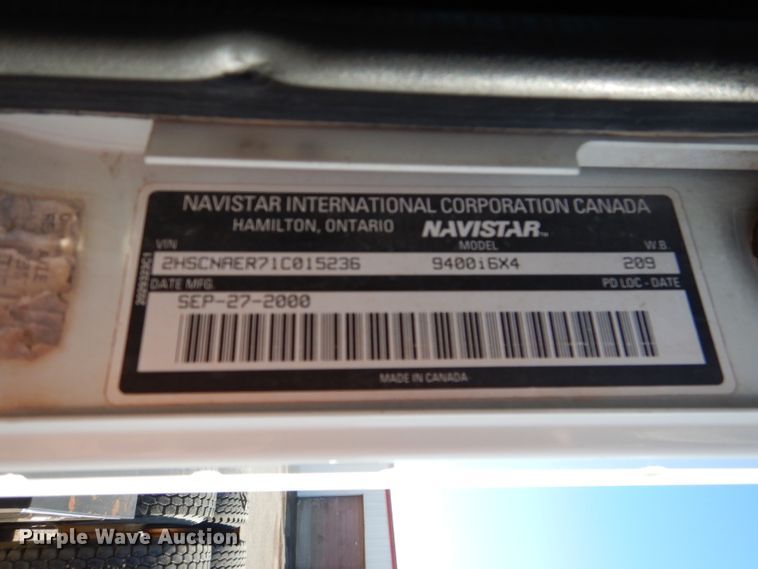 NAVISTAR INTERNATIONAL CORPORATION CANADA
HAMILTON, ONTARIO NAVISTAR™
VIN MODEL W.B.
2HSCNAER71C015236 9400i6X4 209
DATE MFG. PD LOC - DATE
SEP-27-2000
MADE IN CANADA
Purple Wave Auction